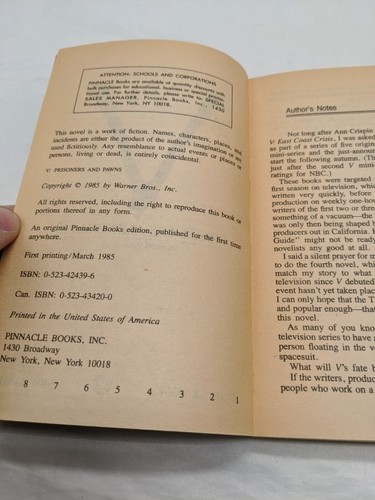 ATTENTION: SCHOOLS AND CORPORATIONS
PINNACLE Books are available at quantity discounts with
bulk purchases for educational, business or special promo-
tional use. For further details, please write to: SPECIAL
SALES MANAGER, Pinnacle Books, Inc., 1430
Broadway, New York, NY 10018.
This novel is a work of fiction. Names, characters, places, and
incidents are either the product of the author's imagination or are
used fictitiously. Any resemblance to actual events or places or
persons, living or dead, is entirely coincidental.
V: PRISONERS AND PAWNS
Copyright © 1985 by Warner Bros., Inc.
All rights reserved, including the right to reproduce this book or
portions thereof in any form.
An original Pinnacle Books edition, published for the first time
anywhere.
First printing/March 1985
ISBN: 0-523-42439-6
Can. ISBN: 0-523-43420-0
Printed in the United States of America
PINNACLE BOOKS, INC.
1430 Broadway
New York, New York 10018
8 7 6 5 4 3 2 1
Author's Notes
Not long after Ann Crispin
V: East Coast Crisis, I was asked
as part of a series of five origin
mini-series and the just-annou
start the following autumn. (Th
just after the second V mini
ratings for NBC.)
These books were targeted
first season on television, which
written very quickly, before
production on weekly one-hou
writers of the first two or three
something of a vacuum—the
was only then being shaped b
producers out in California. E
Guide" might not be ready
novelists any good at all.
I said a silent prayer for m
to do the fourth novel, whic
match my story to what
television since V debuted
event hasn't yet taken place
I can only hope that the T
and popular enough—that
this novel.
As many of you know
television series to have s
person floating in the v
spacesuit.
What will V's fate b
If the writers, produc
people who work on a